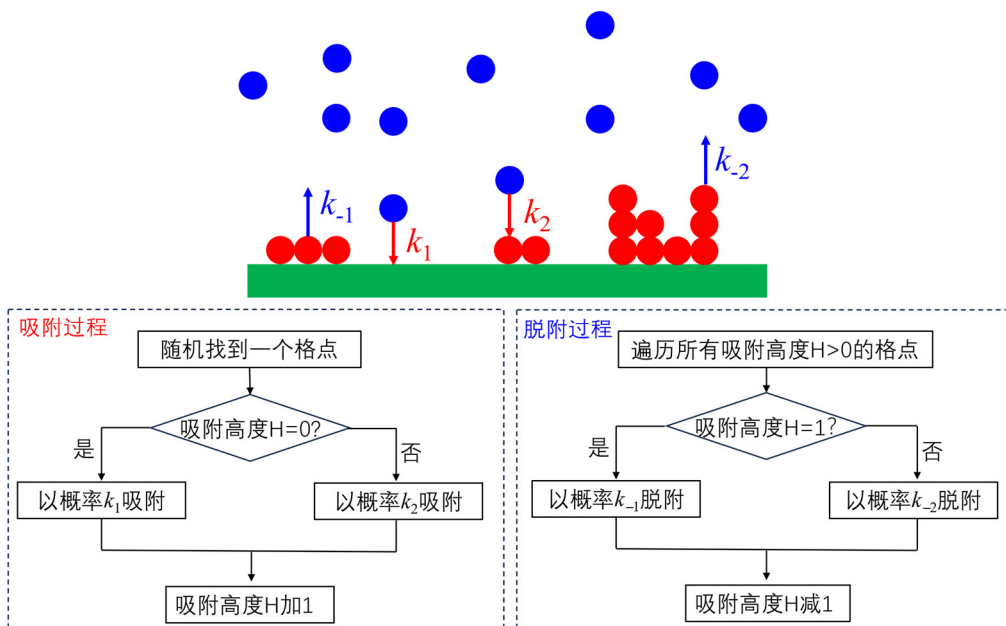 k₋₁
k₁
k₂
k₋₂
吸附过程
随机找到一个格点
吸附高度H=0?
是
否
以概率k₁吸附
以概率k₂吸附
吸附高度H加1
脱附过程
遍历所有吸附高度H>0的格点
吸附高度H=1?
是
否
以概率k₋₁脱附
以概率k₋₂脱附
吸附高度H减1